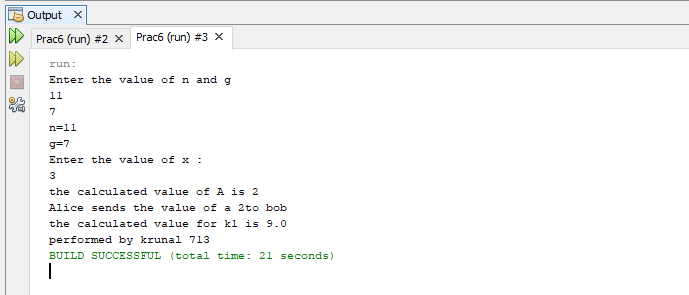 Output
Prac6 (run) #2
Prac6 (run) #3
run:
Enter the value of n and g
11
7
n=11
g=7
Enter the value of x :
3
the calculated value of A is 2
Alice sends the value of a 2to bob
the calculated value for k1 is 9.0
performed by krunal 713
BUILD SUCCESSFUL (total time: 21 seconds)